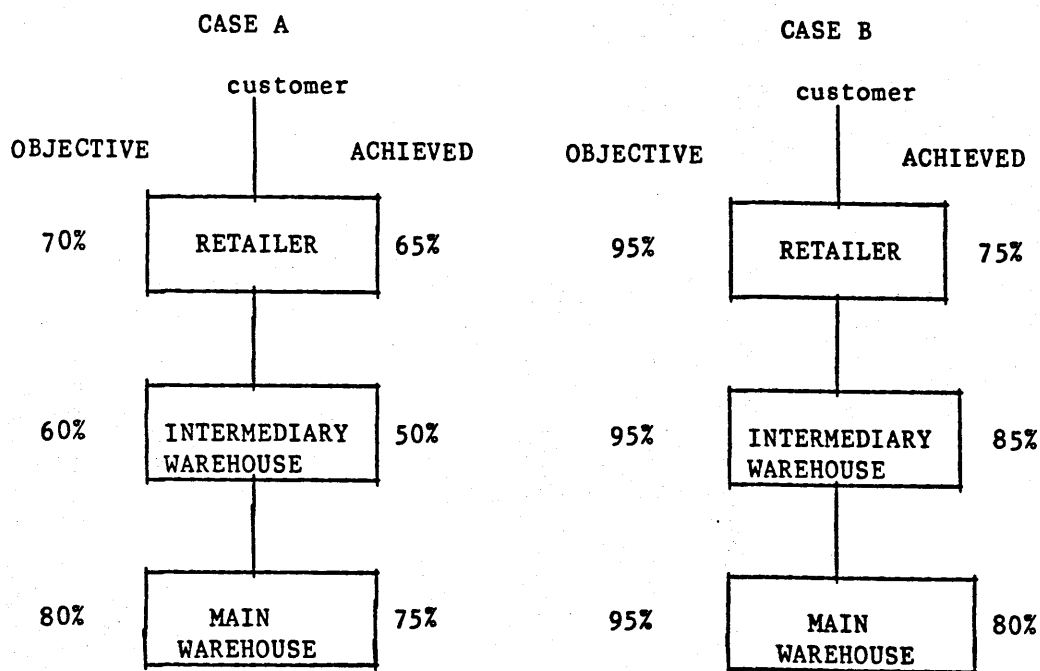 CASE A
customer
OBJECTIVE ACHIEVED
70% RETAILER 65%
60% INTERMEDIARY WAREHOUSE 50%
80% MAIN WAREHOUSE 75%
CASE B
customer
OBJECTIVE ACHIEVED
95% RETAILER 75%
95% INTERMEDIARY WAREHOUSE 85%
95% MAIN WAREHOUSE 80%